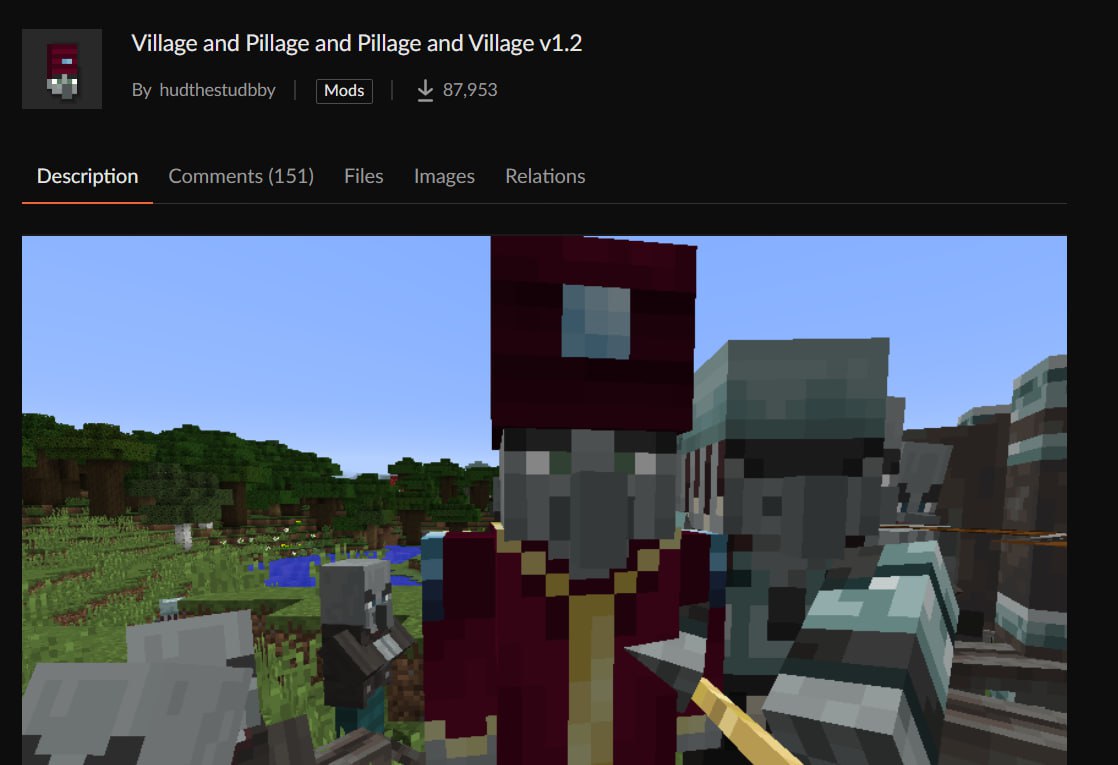 Village and Pillage and Pillage and Village v1.2
By hudthestudbby Mods 87,953
Description Comments (151) Files Images Relations